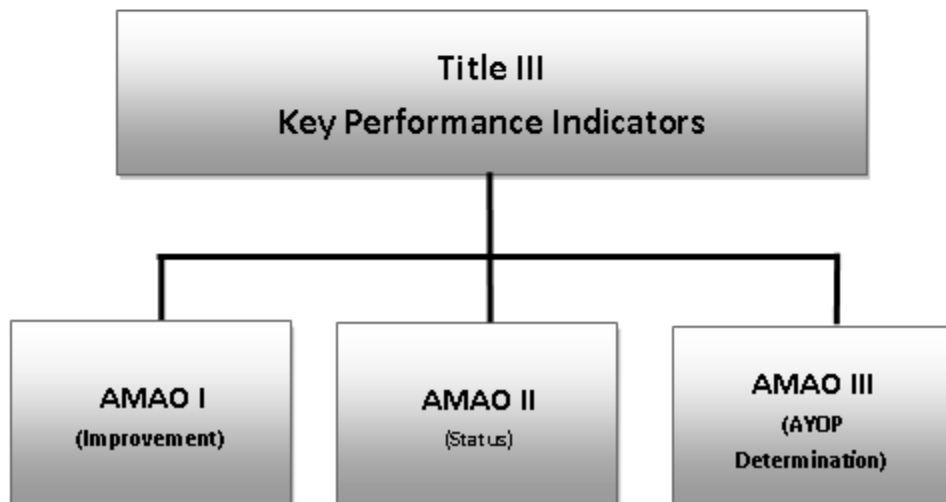 Title III
Key Performance Indicators
AMAO I
(Improvement)
AMAO II
(Status)
AMAO III
(AYOP
Determination)